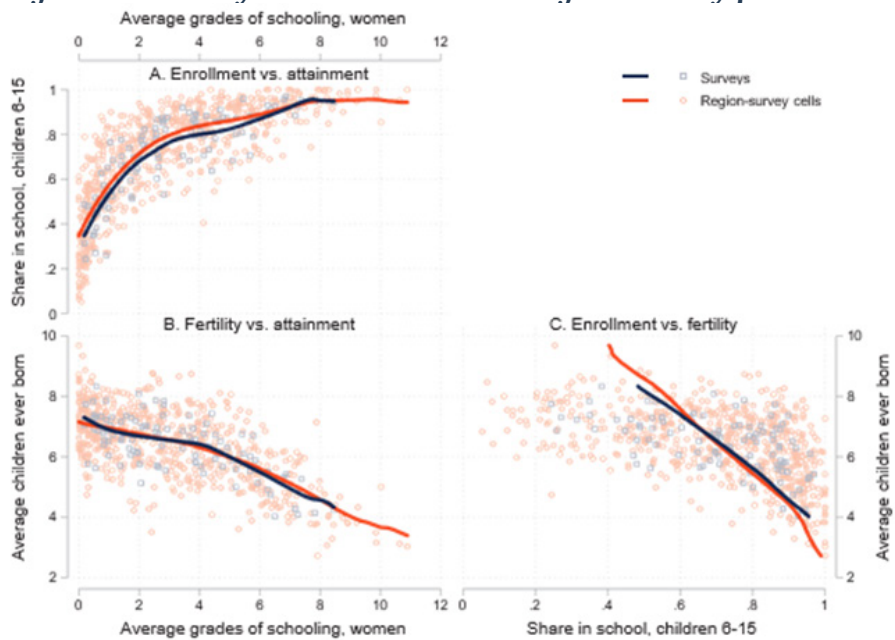 Average grades of schooling, women
0 2 4 6 8 10 12
A. Enrollment vs. attainment
Surveys
Region-survey cells
Share in school, children 6-15
1
.8
.6
.4
.2
0
B. Fertility vs. attainment
C. Enrollment vs. fertility
Average children ever born
10
8
6
4
2
10
8
6
4
2
Average children ever born
0 2 4 6 8 10 12
0 .2 .4 .6 .8 1
Average grades of schooling, women
Share in school, children 6-15